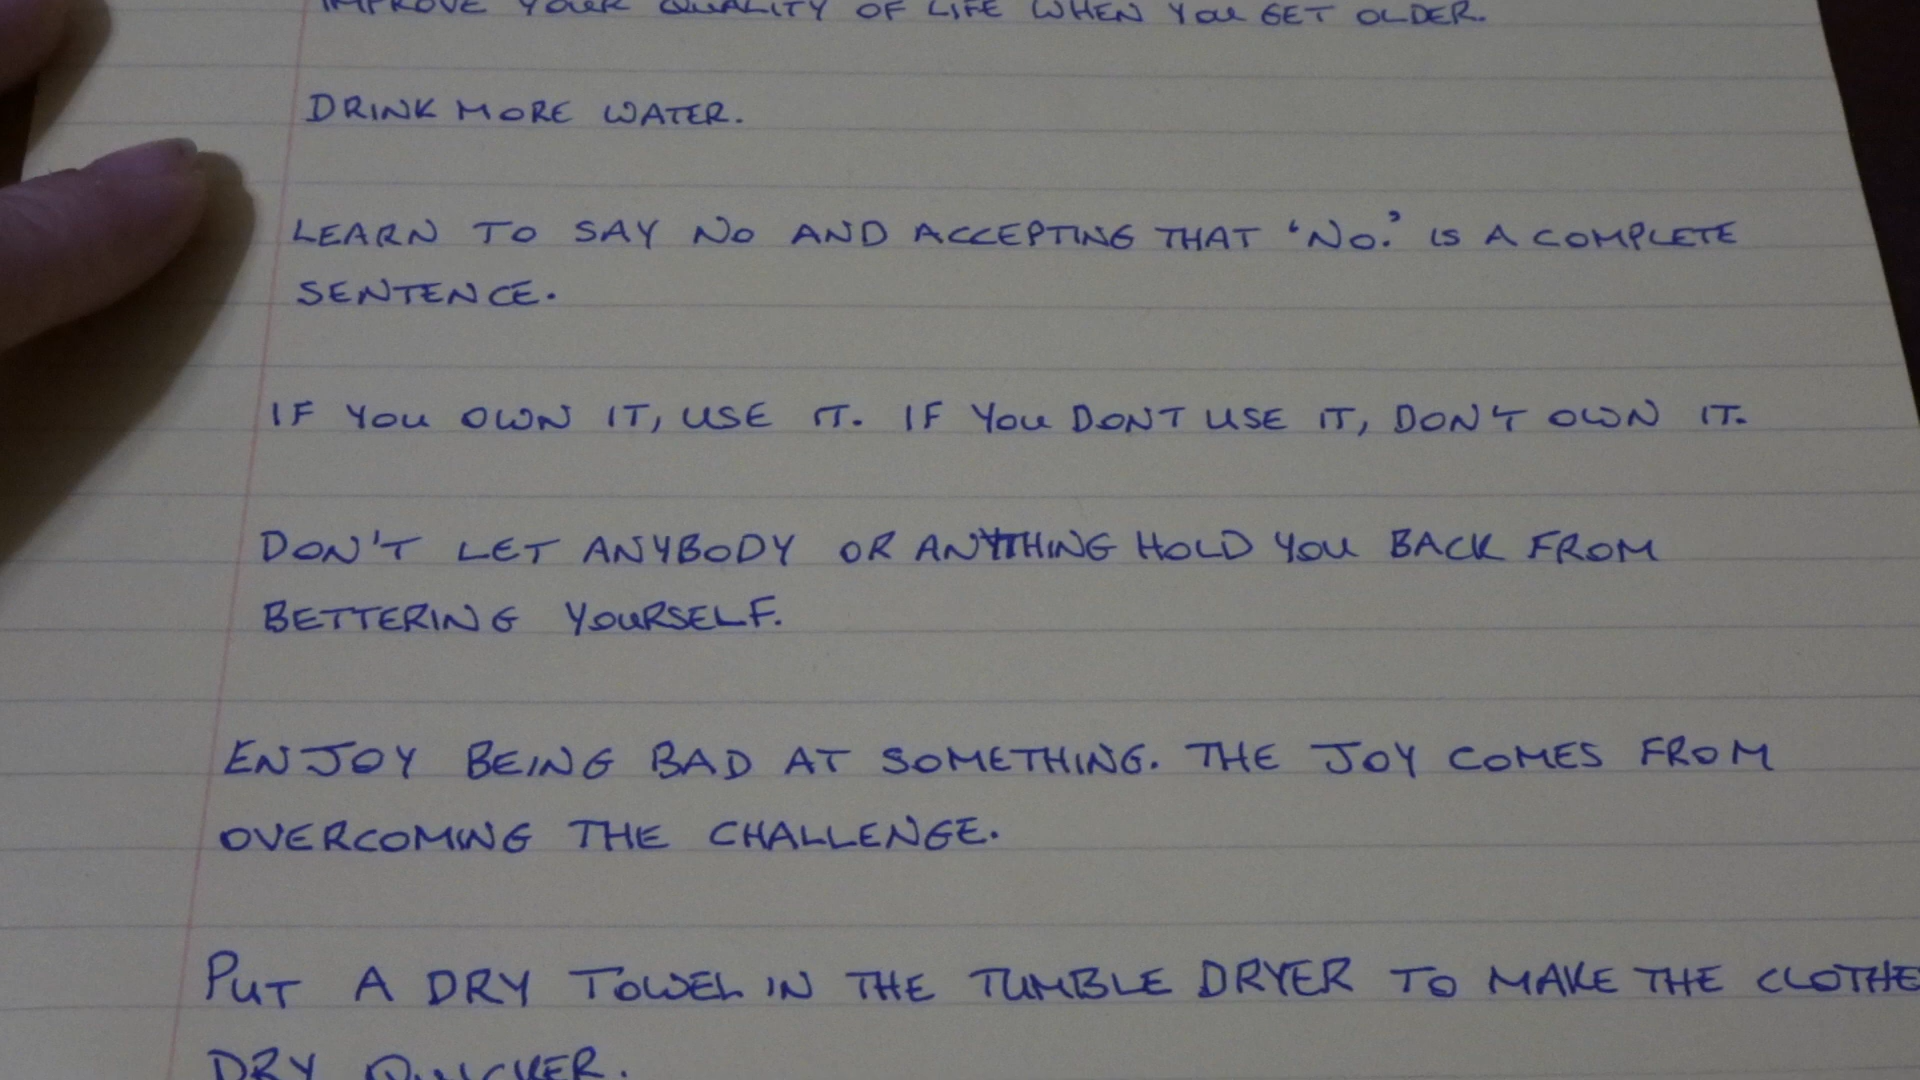 IMPROVE YOUR QUALITY OF LIFE WHEN YOU GET OLDER.
DRINK MORE WATER.
LEARN TO SAY NO AND ACCEPTING THAT 'NO.' IS A COMPLETE
SENTENCE.
IF YOU OWN IT, USE IT. IF YOU DONT USE IT, DON'T OWN IT.
DON'T LET ANYBODY OR ANYTHING HOLD YOU BACK FROM
BETTERING YOURSELF.
ENJOY BEING BAD AT SOMETHING. THE JOY COMES FROM
OVERCOMING THE CHALLENGE.
PUT A DRY TOWEL IN THE TUMBLE DRYER TO MAKE THE CLOTHE
DRY QUICKER.